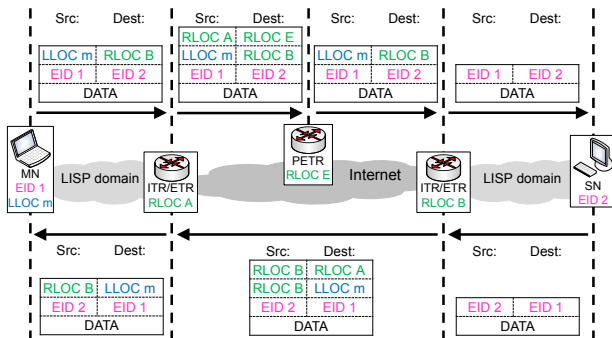 Src: Dest: Src: Dest: Src: Dest: Src: Dest:
RLOC A RLOC E
LLOC m RLOC B LLOC m RLOC B LLOC m RLOC B
EID 1 EID 2 EID 1 EID 2 EID 1 EID 2 EID 1 EID 2
DATA DATA DATA DATA
MN
EID 1
LLOC m
LISP domain
ITR/ETR
RLOC A
PETR
RLOC E
Internet
ITR/ETR
RLOC B
LISP domain
SN
EID 2
Src: Dest: Src: Dest: Src: Dest:
RLOC B RLOC A
RLOC B LLOC m RLOC B LLOC m
EID 2 EID 1 EID 2 EID 1 EID 2 EID 1
DATA DATA DATA